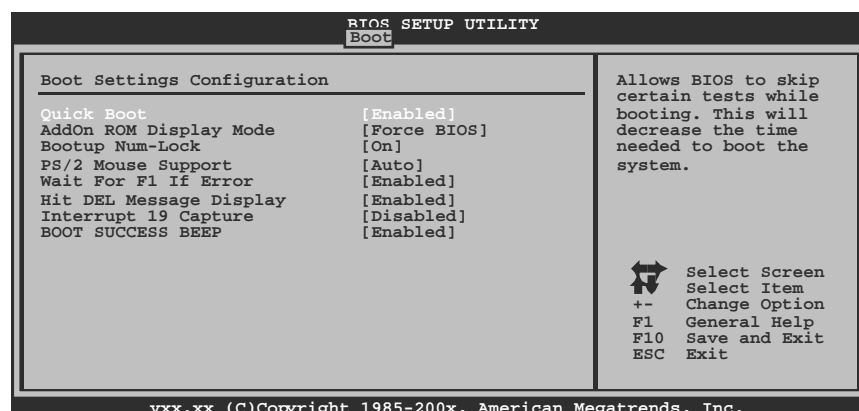 BIOS SETUP UTILITY
Boot
Boot Settings Configuration
Quick Boot [Enabled]
AddOn ROM Display Mode [Force BIOS]
Bootup Num-Lock [On]
PS/2 Mouse Support [Auto]
Wait For F1 If Error [Enabled]
Hit DEL Message Display [Enabled]
Interrupt 19 Capture [Disabled]
BOOT SUCCESS BEEP [Enabled]
Allows BIOS to skip
certain tests while
booting. This will
decrease the time
needed to boot the
system.
Select Screen
Select Item
+- Change Option
F1 General Help
F10 Save and Exit
ESC Exit
vxx.xx (C)Copyright 1985-200x, American Megatrends, Inc.